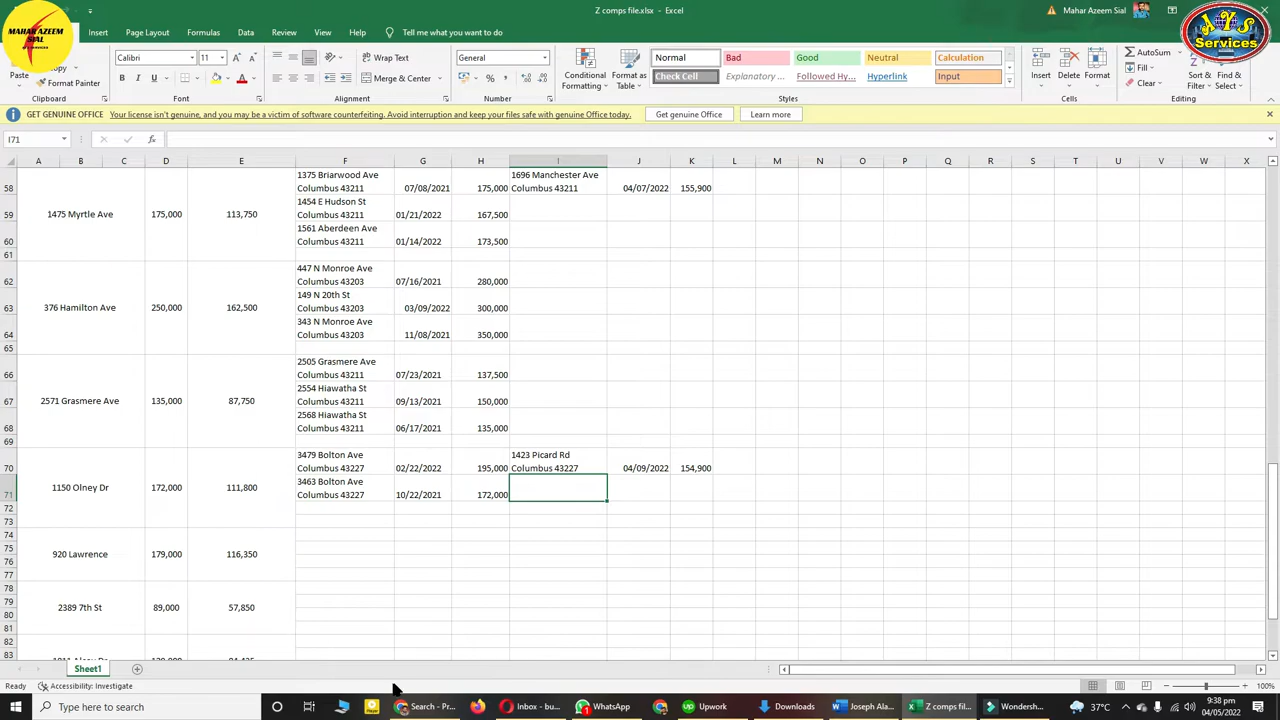 Z comps file.xlsx - Excel
Mahar Azeem Sial
MAHAR AZEEM
SIAL
AYS
Services
Insert Page Layout Formulas Data Review View Help Tell me what you want to do
Calibri 11 Wrap Text General Normal Bad Good Neutral Calculation AutoSum
Paste Format Painter Merge & Center Conditional Formatting Format as Table Check Cell Explanatory ... Followed Hy... Hyperlink Input Insert Delete Format Fill Clear Sort & Filter Find & Select
Clipboard Font Alignment Number Styles Cells Editing
GET GENUINE OFFICE Your license isn't genuine, and you may be a victim of software counterfeiting. Avoid interruption and keep your files safe with genuine Office today. Get genuine Office Learn more
I71 fx
A B C D E F G H I J K L M N O P Q R S T U V W X
1375 Briarwood Ave 1696 Manchester Ave
58 Columbus 43211 07/08/2021 175,000 Columbus 43211 04/07/2022 155,900
1454 E Hudson St
59 1475 Myrtle Ave 175,000 113,750 Columbus 43211 01/21/2022 167,500
1561 Aberdeen Ave
60 Columbus 43211 01/14/2022 173,500
61
447 N Monroe Ave
62 Columbus 43203 07/16/2021 280,000
149 N 20th St
63 376 Hamilton Ave 250,000 162,500 Columbus 43203 03/09/2022 300,000
343 N Monroe Ave
64 Columbus 43203 11/08/2021 350,000
65
2505 Grasmere Ave
66 Columbus 43211 07/23/2021 137,500
2554 Hiawatha St
67 2571 Grasmere Ave 135,000 87,750 Columbus 43211 09/13/2021 150,000
2568 Hiawatha St
68 Columbus 43211 06/17/2021 135,000
69
3479 Bolton Ave 1423 Picard Rd
70 Columbus 43227 02/22/2022 195,000 Columbus 43227 04/09/2022 154,900
1150 Olney Dr 172,000 111,800 3463 Bolton Ave
71 Columbus 43227 10/22/2021 172,000
72
73
74
75 920 Lawrence 179,000 116,350
76
77
78
79 2389 7th St 89,000 57,850
80
81
82
83
Sheet1
Ready Accessibility: Investigate 100%
Type here to search Search - Pr... Inbox - bu... WhatsApp Upwork Downloads Joseph Ala... Z comps fil... Wondersh... 37°C 9:38 pm
04/05/2022